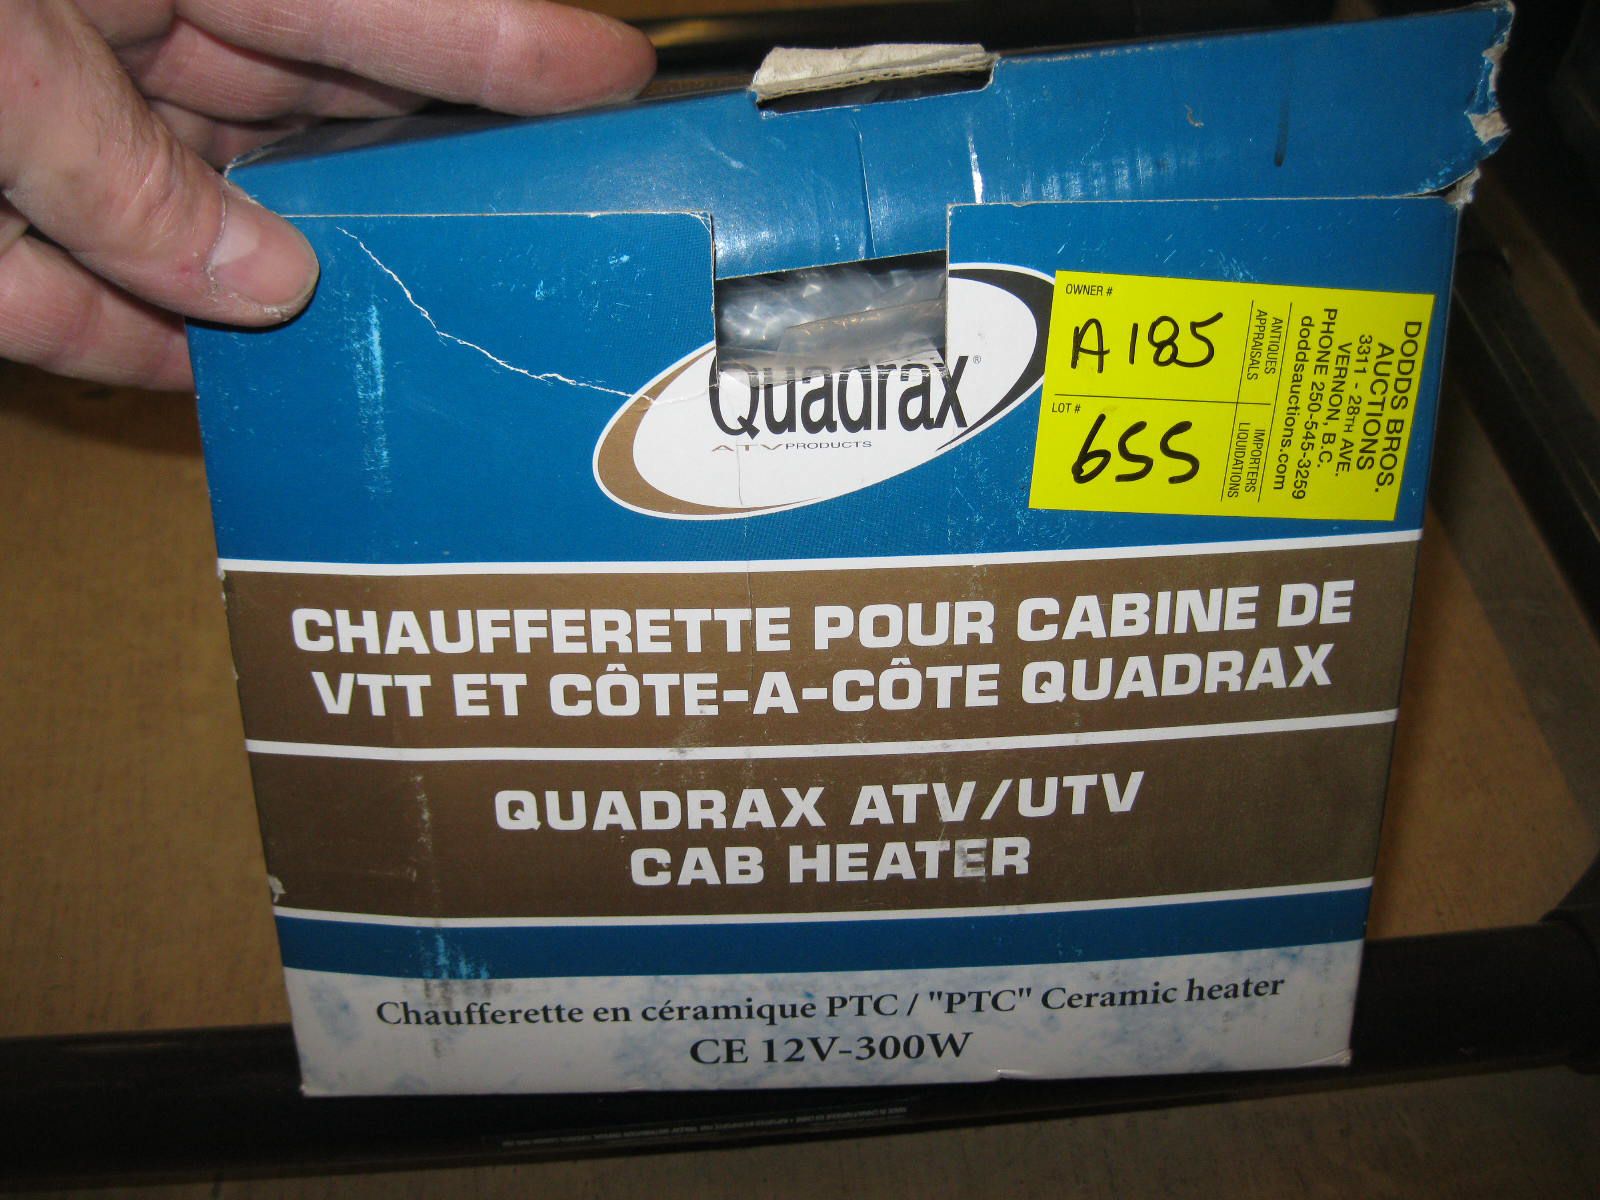 Quadrax®
ATV PRODUCTS
OWNER #
A185
LOT #
655
ANTIQUES
APPRAISALS
IMPORTERS
LIQUIDATIONS
DODDS BROS.
AUCTIONS
3311 - 28TH AVE.
VERNON, B.C.
PHONE 250-545-3259
doddsauctions.com
CHAUFFERETTE POUR CABINE DE
VTT ET CÔTE-A-CÔTE QUADRAX
QUADRAX ATV/UTV
CAB HEATER
Chaufferette en céramique PTC / "PTC" Ceramic heater
CE 12V-300W